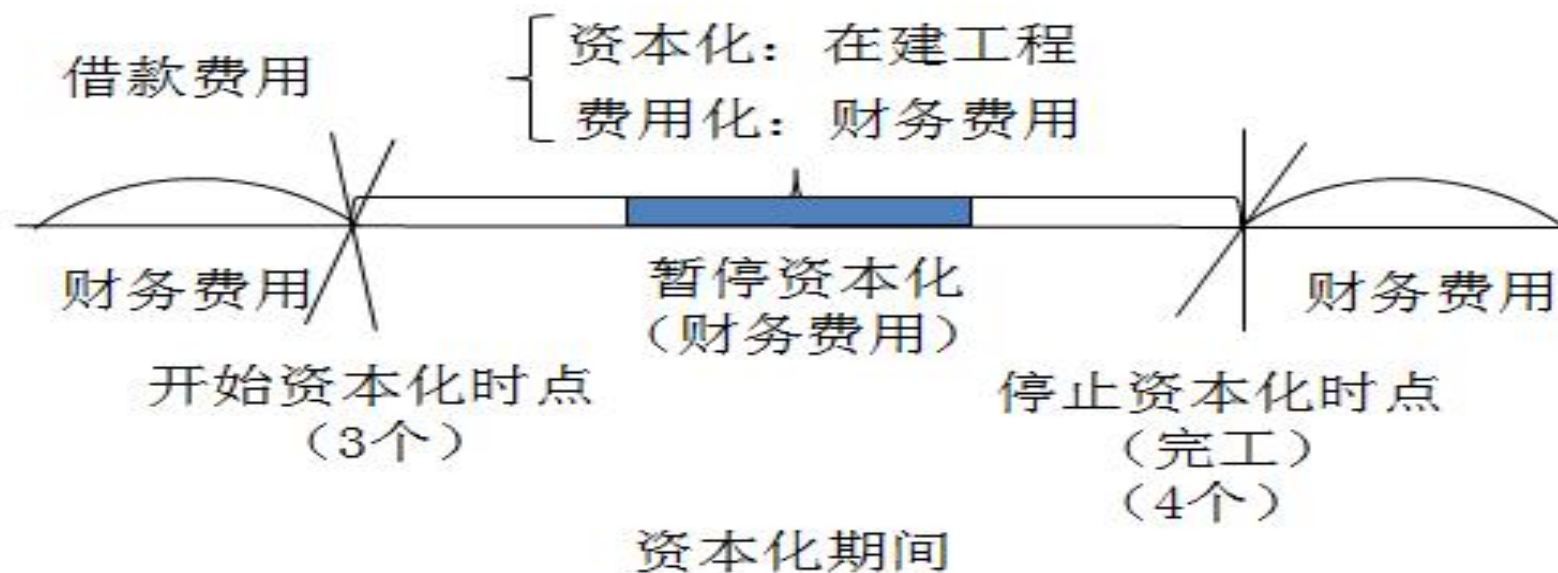 借款费用
资本化：在建工程
费用化：财务费用
财务费用
暂停资本化
（财务费用）
财务费用
开始资本化时点
（3个）
停止资本化时点
（完工）
（4个）
资本化期间